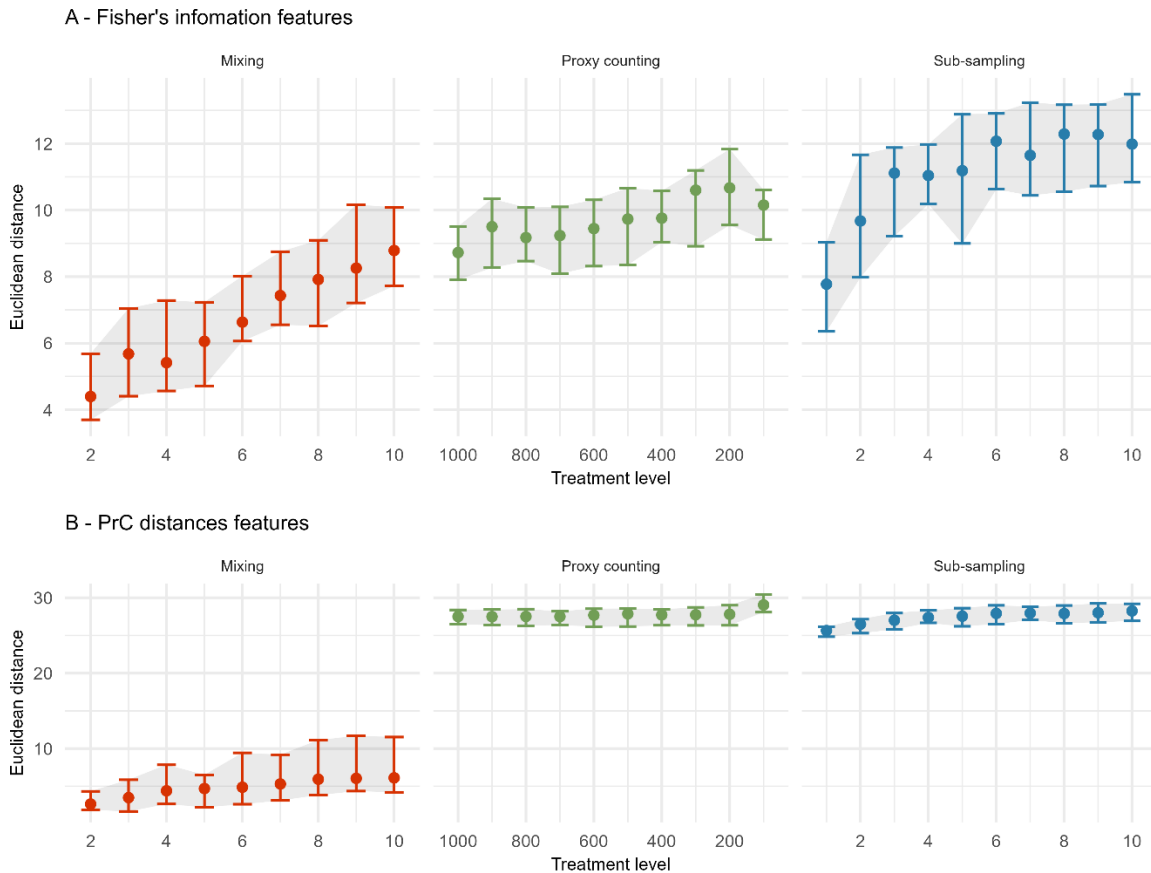 A - Fisher's infomation features
Mixing
Proxy counting
Sub-sampling
Euclidean distance
12
10
8
6
4
2 4 6 8 10
1000 800 600 400 200
2 4 6 8 10
Treatment level
B - PrC distances features
Mixing
Proxy counting
Sub-sampling
Euclidean distance
30
20
10
2 4 6 8 10
1000 800 600 400 200
2 4 6 8 10
Treatment level